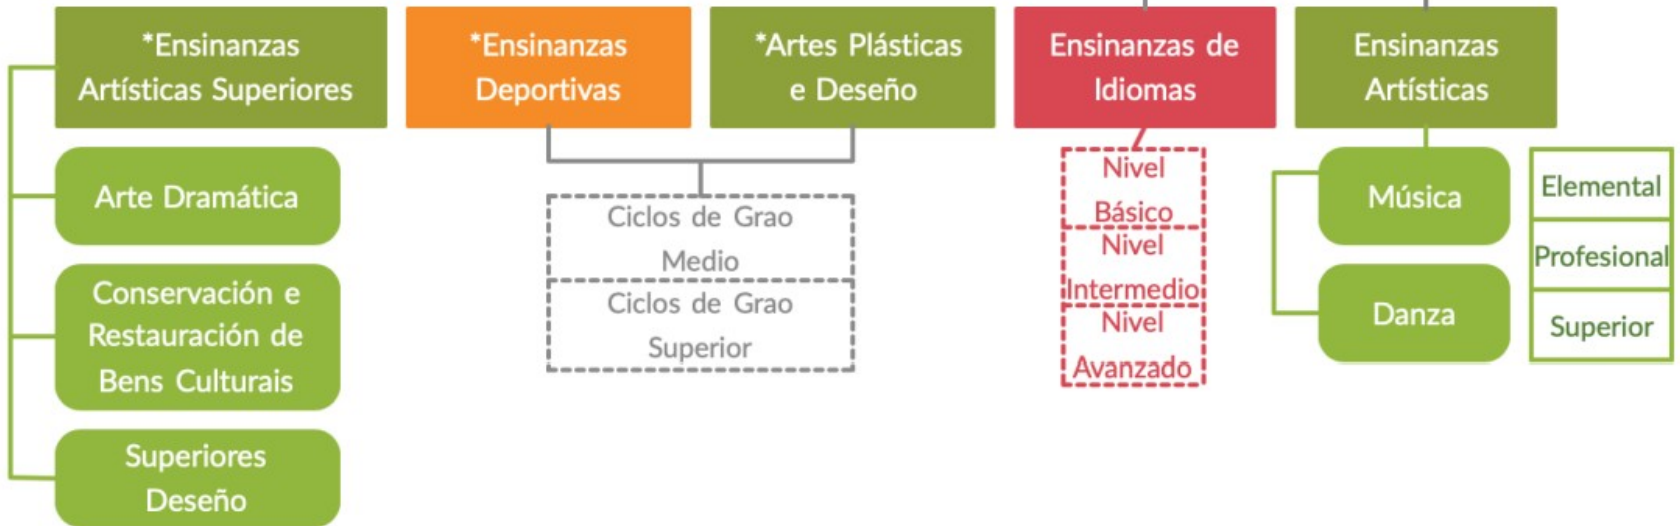 *Ensinanzas
Artísticas Superiores
*Ensinanzas
Deportivas
*Artes Plásticas
e Deseño
Ensinanzas de
Idiomas
Ensinanzas
Artísticas
Arte Dramática
Conservación e
Restauración de
Bens Culturais
Superiores
Deseño
Ciclos de Grao
Medio
Ciclos de Grao
Superior
Nivel
Básico
Nivel
Intermedio
Nivel
Avanzado
Música
Danza
Elemental
Profesional
Superior